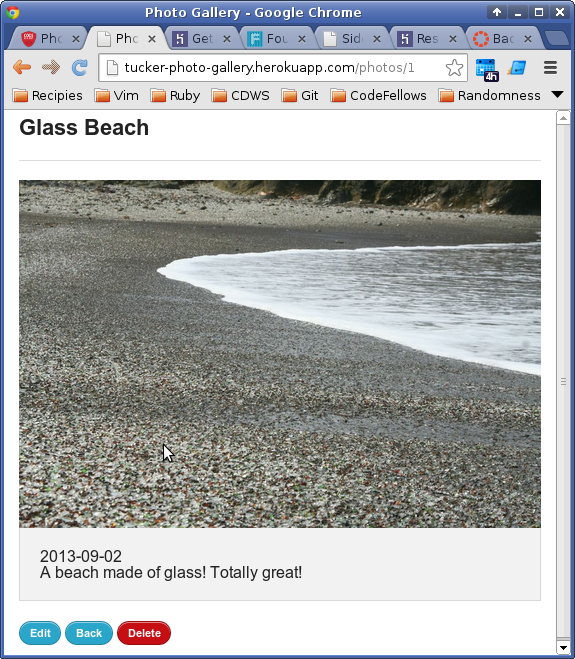 Photo Gallery - Google Chrome
Pho
Pho
Get
Fou
Side
Res
Bac
tucker-photo-gallery.herokuapp.com/photos/1
4h
Recipies
Vim
Ruby
CDWS
Git
CodeFellows
Randomness
Glass Beach
2013-09-02
A beach made of glass! Totally great!
Edit
Back
Delete